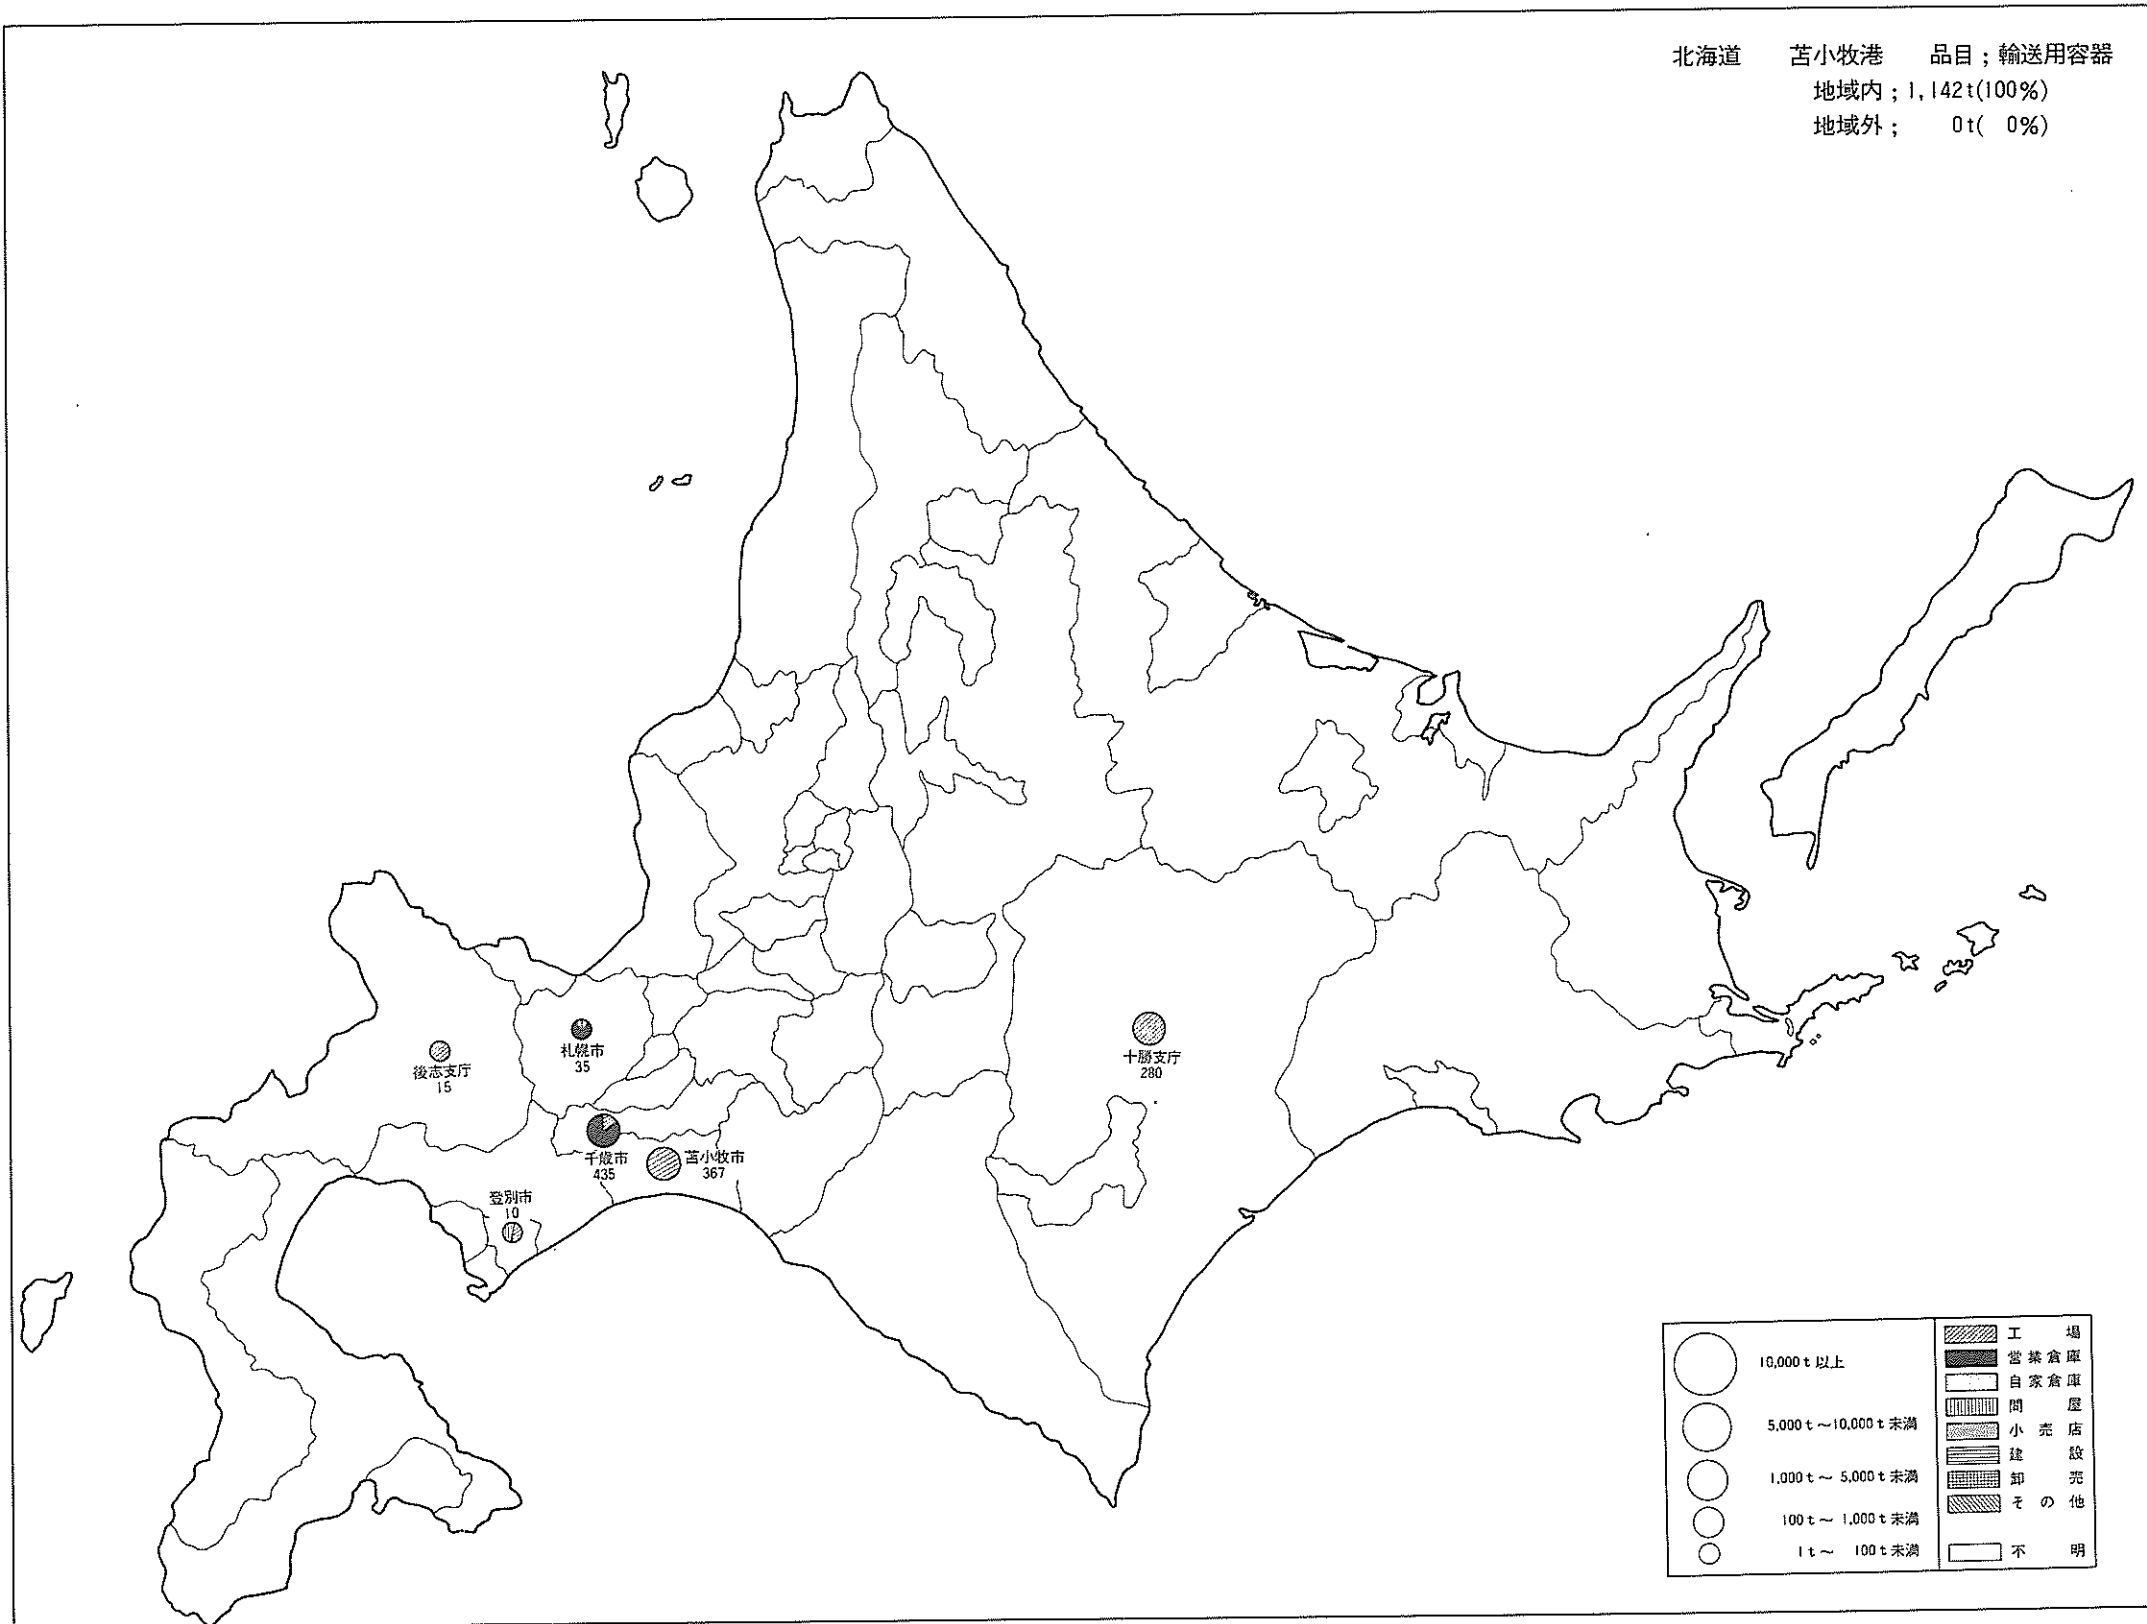 北海道 苫小牧港 品目；輸送用容器
地域内；1,142t(100%)
地域外； 0t( 0%)
札幌市
35
後志支庁
15
十勝支庁
280
千歳市
435
苫小牧市
367
登別市
10
10,000t以上
5,000t～10,000t未満
1,000t～ 5,000t未満
100t～ 1,000t未満
1t～ 100t未満
工場
営業倉庫
自家倉庫
問屋
小売店
建設
卸売
その他
不明